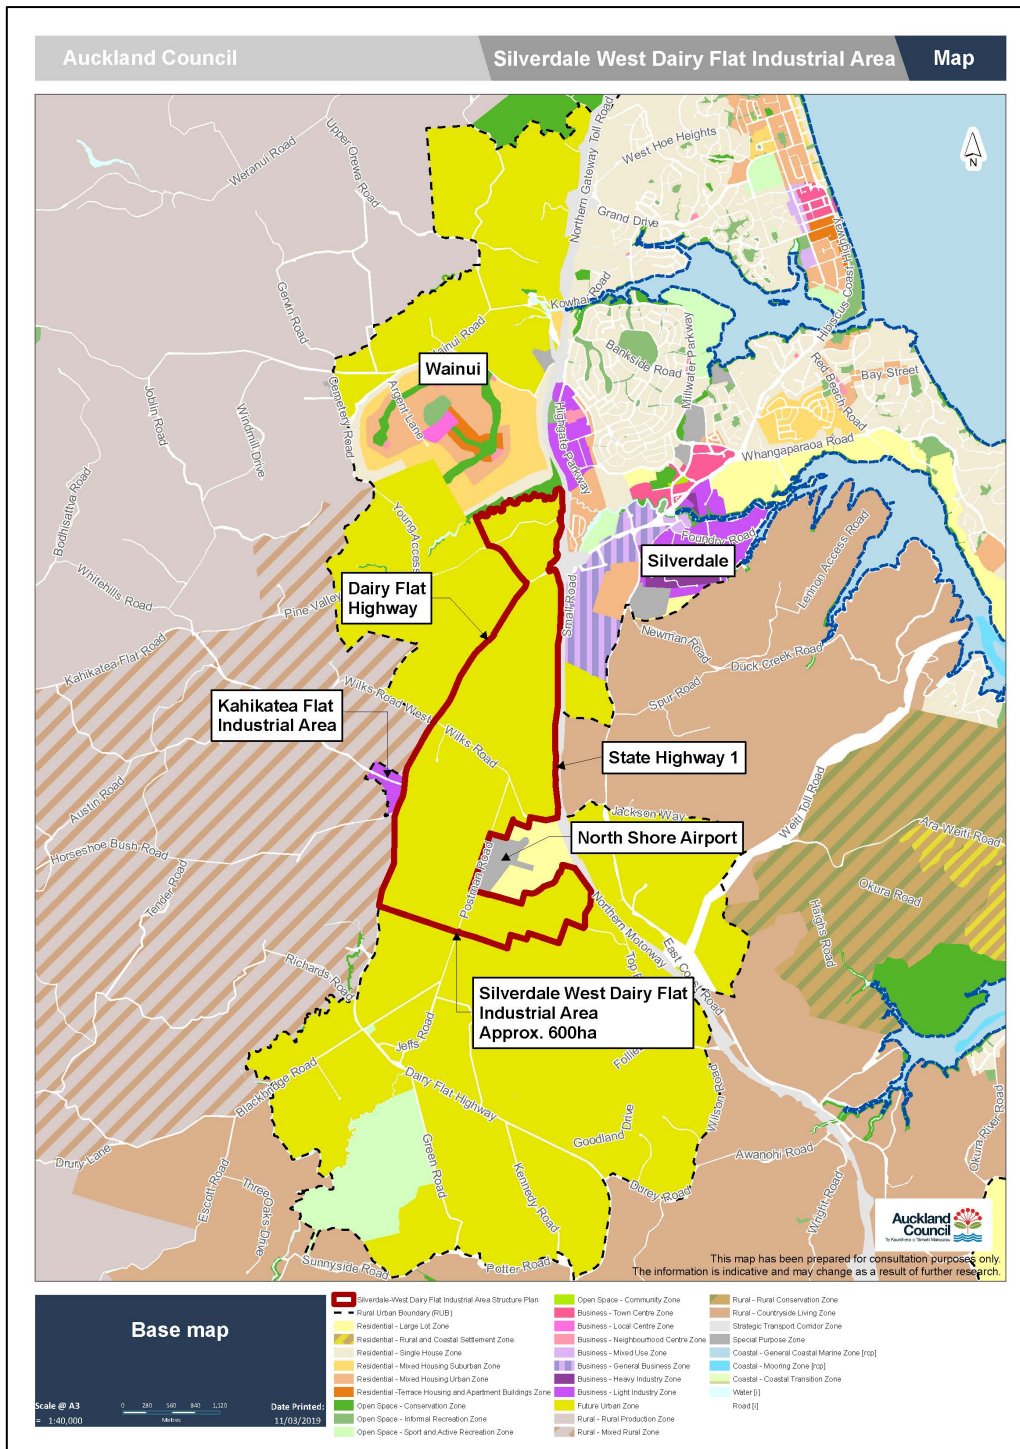 Auckland Council
Silverdale West Dairy Flat Industrial Area
Map
Weranui Road
Upper Orewa Road
Northern Gateway Toll Road
West Hoe Heights
Grand Drive
N
Gervin Road
Kowhai Road
Hibiscus Coast Highway
Wainui Road
Wainui
Bankside Road
Millwater Parkway
Red Beach Road
Bay Street
Joblin Road
Windmill Drive
Cemetery Road
Argent Lane
Highgate Parkway
Whangaparaoa Road
Bodhisattva Road
Young Access
Foundry Road
Silverdale
Lennon Access Road
Whitehills Road
Pine Valley
Dairy Flat
Highway
Small Road
Newman Road
Duck Creek Road
Kahikatea Flat Road
Spur Road
Kahikatea Flat
Industrial Area
Wilks Road West
Wilks Road
State Highway 1
Weiti Toll Road
Austin Road
Jackson Way
Ara Weiti Road
North Shore Airport
Horseshoe Bush Road
Tender Road
Postman Road
Okura Road
Haighs Road
Northern Motorway
East Coast Road
Richards Road
Silverdale West Dairy Flat
Industrial Area
Approx. 600ha
Jeffs Road
Blackbridge Road
Dairy Flat Highway
Wilson Road
Goodland Drive
Okura River Road
Drury Lane
Green Road
Kennedy Road
Awanohi Road
Escott Road
Three Oaks Drive
Durey Road
Wright Road
Sunnyside Road
Potter Road
Auckland
Council
Te Kaunihera o Tāmaki Makaurau
This map has been prepared for consultation purposes only.
The information is indicative and may change as a result of further research.
Base map
Scale @ A3
= 1:40,000
0 280 560 840 1,120
Metres
Date Printed:
11/03/2019
Silverdale-West Dairy Flat Industrial Area Structure Plan
Rural Urban Boundary (RUB)
Residential - Large Lot Zone
Residential - Rural and Coastal Settlement Zone
Residential - Single House Zone
Residential - Mixed Housing Suburban Zone
Residential - Mixed Housing Urban Zone
Residential -Terrace Housing and Apartment Buildings Zone
Open Space - Conservation Zone
Open Space - Informal Recreation Zone
Open Space - Sport and Active Recreation Zone
Open Space - Community Zone
Business - Town Centre Zone
Business - Local Centre Zone
Business - Neighbourhood Centre Zone
Business - Mixed Use Zone
Business - General Business Zone
Business - Heavy Industry Zone
Business - Light Industry Zone
Future Urban Zone
Rural - Rural Production Zone
Rural - Mixed Rural Zone
Rural - Rural Conservation Zone
Rural - Countryside Living Zone
Strategic Transport Corridor Zone
Special Purpose Zone
Coastal - General Coastal Marine Zone [rcp]
Coastal - Mooring Zone [rcp]
Coastal - Coastal Transition Zone
Water [i]
Road [i]